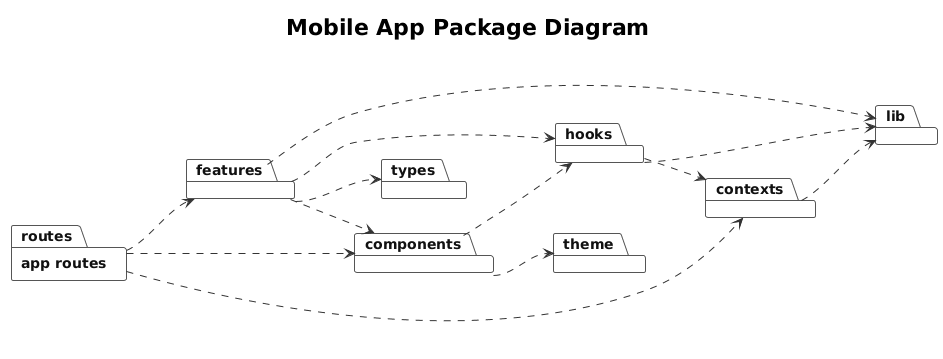 Mobile App Package Diagram
lib
hooks
features
types
contexts
routes
components
theme
app routes